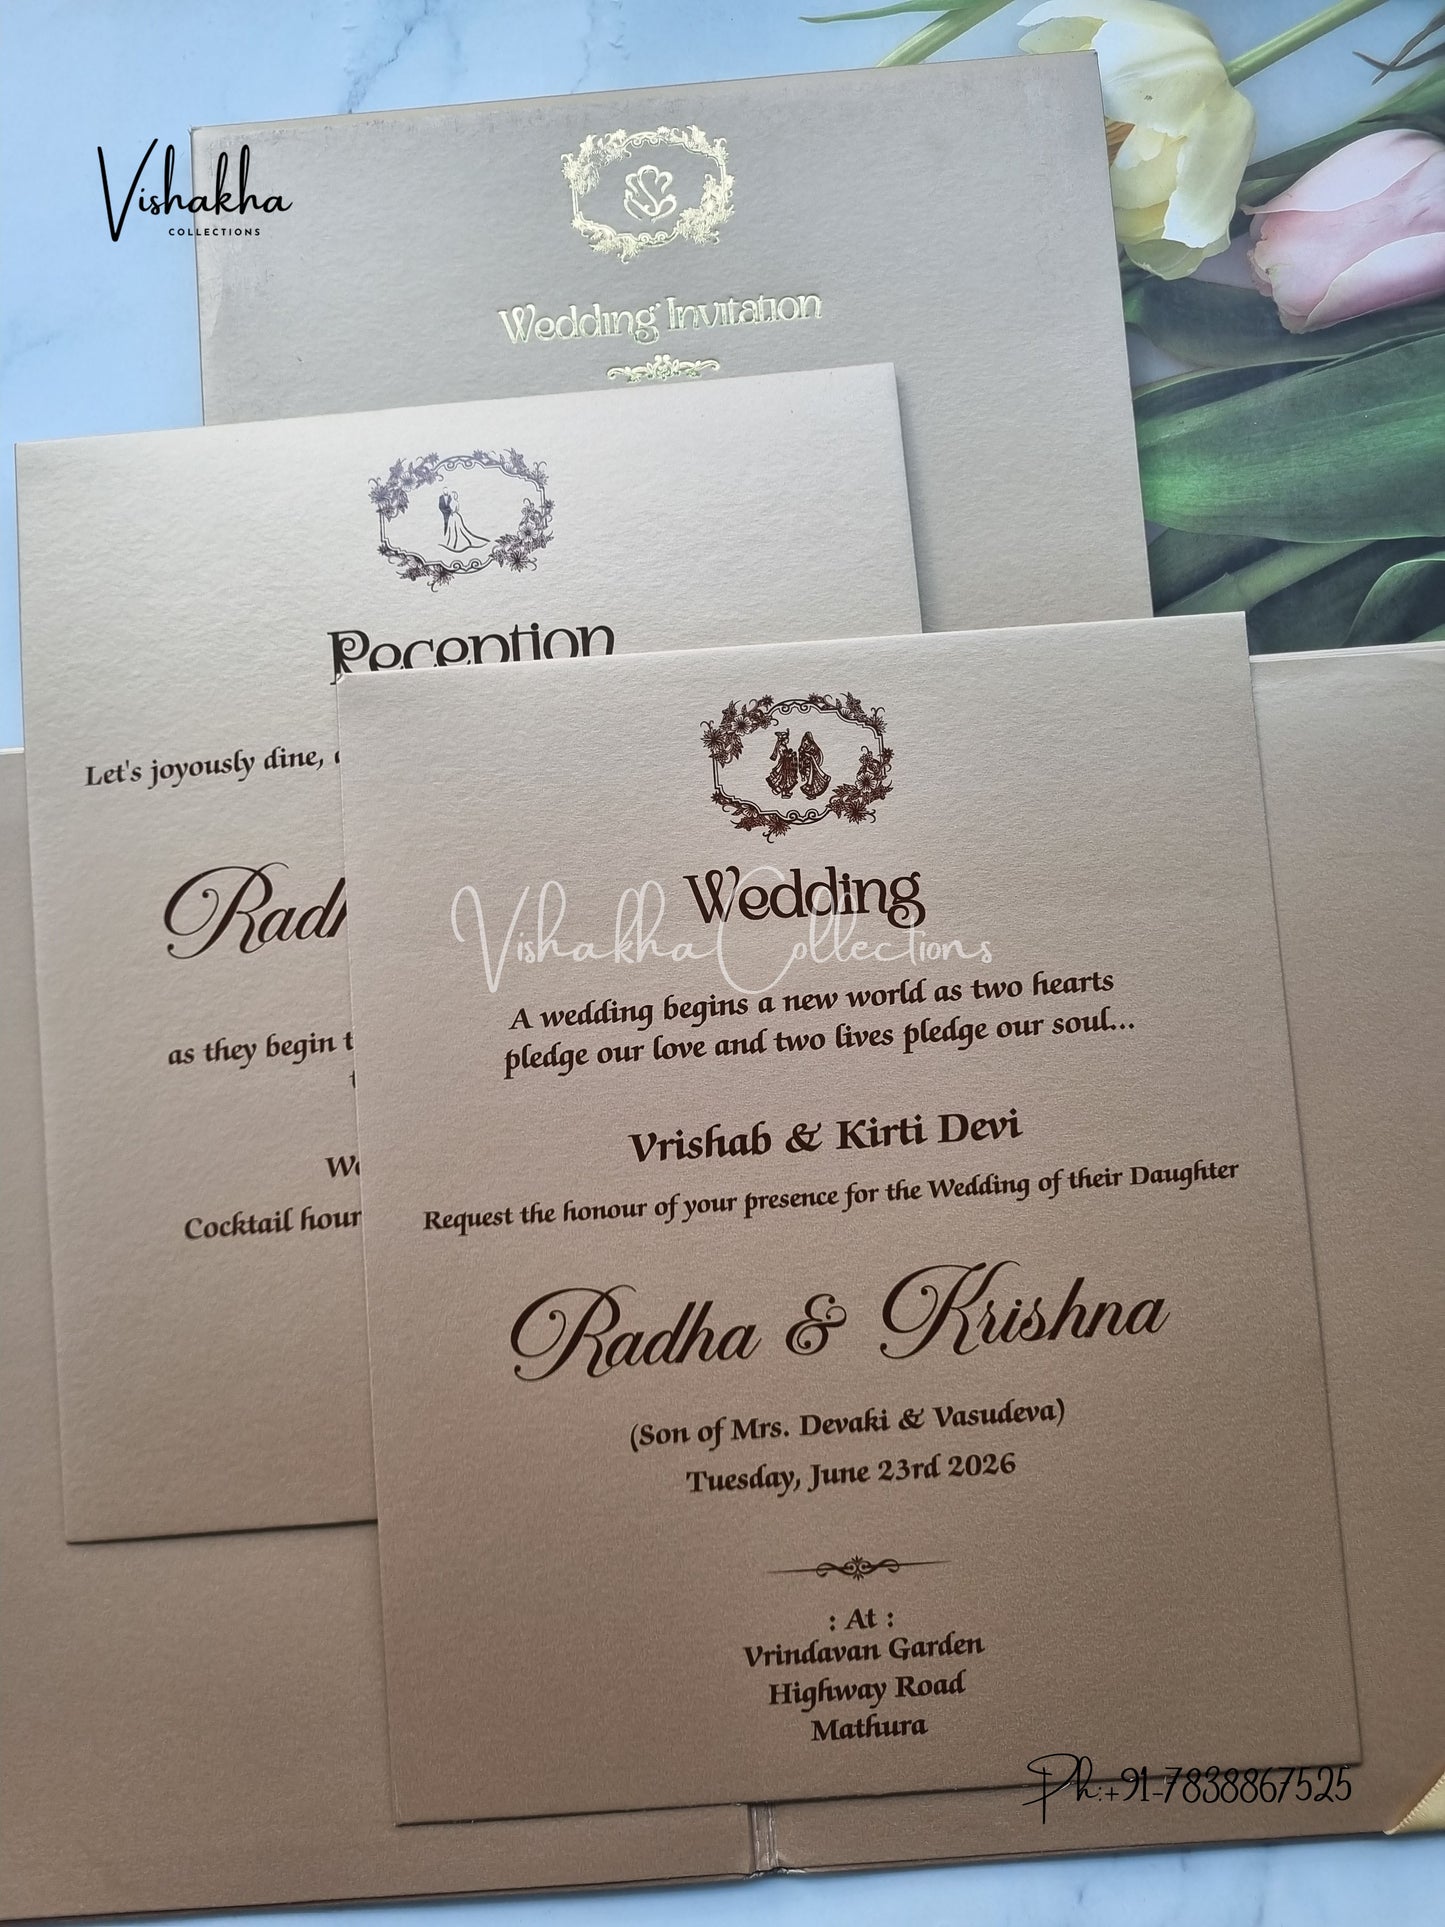 Vishakha
COLLECTIONS
Wedding Invitation
Reception
Let's joyously dine,
Radh
as they begin t
We
Cocktail hour
Wedding
Vishakha Collections
A wedding begins a new world as two hearts
pledge our love and two lives pledge our soul...
Vrishab & Kirti Devi
Request the honour of your presence for the Wedding of their Daughter
Radha & Krishna
(Son of Mrs. Devaki & Vasudeva)
Tuesday, June 23rd 2026
: At :
Vrindavan Garden
Highway Road
Mathura
Ph:+91-7838867525